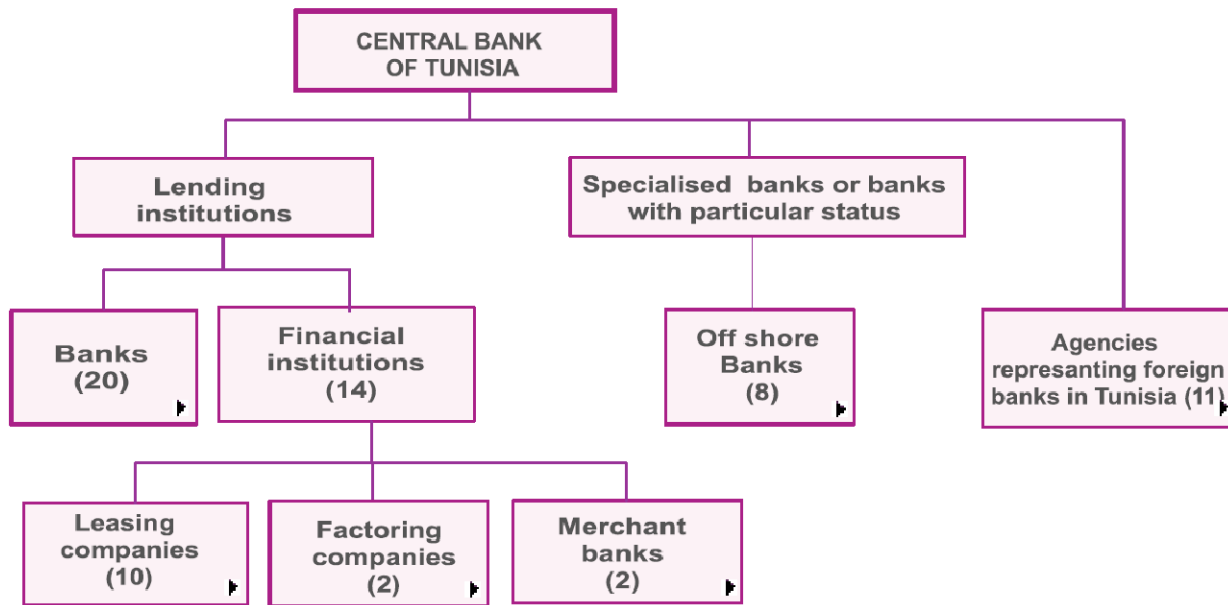 CENTRAL BANK
OF TUNISIA
Lending
institutions
Specialised banks or banks
with particular status
Banks
(20)
Financial
institutions
(14)
Off shore
Banks
(8)
Agencies
represanting foreign
banks in Tunisia (11)
Leasing
companies
(10)
Factoring
companies
(2)
Merchant
banks
(2)